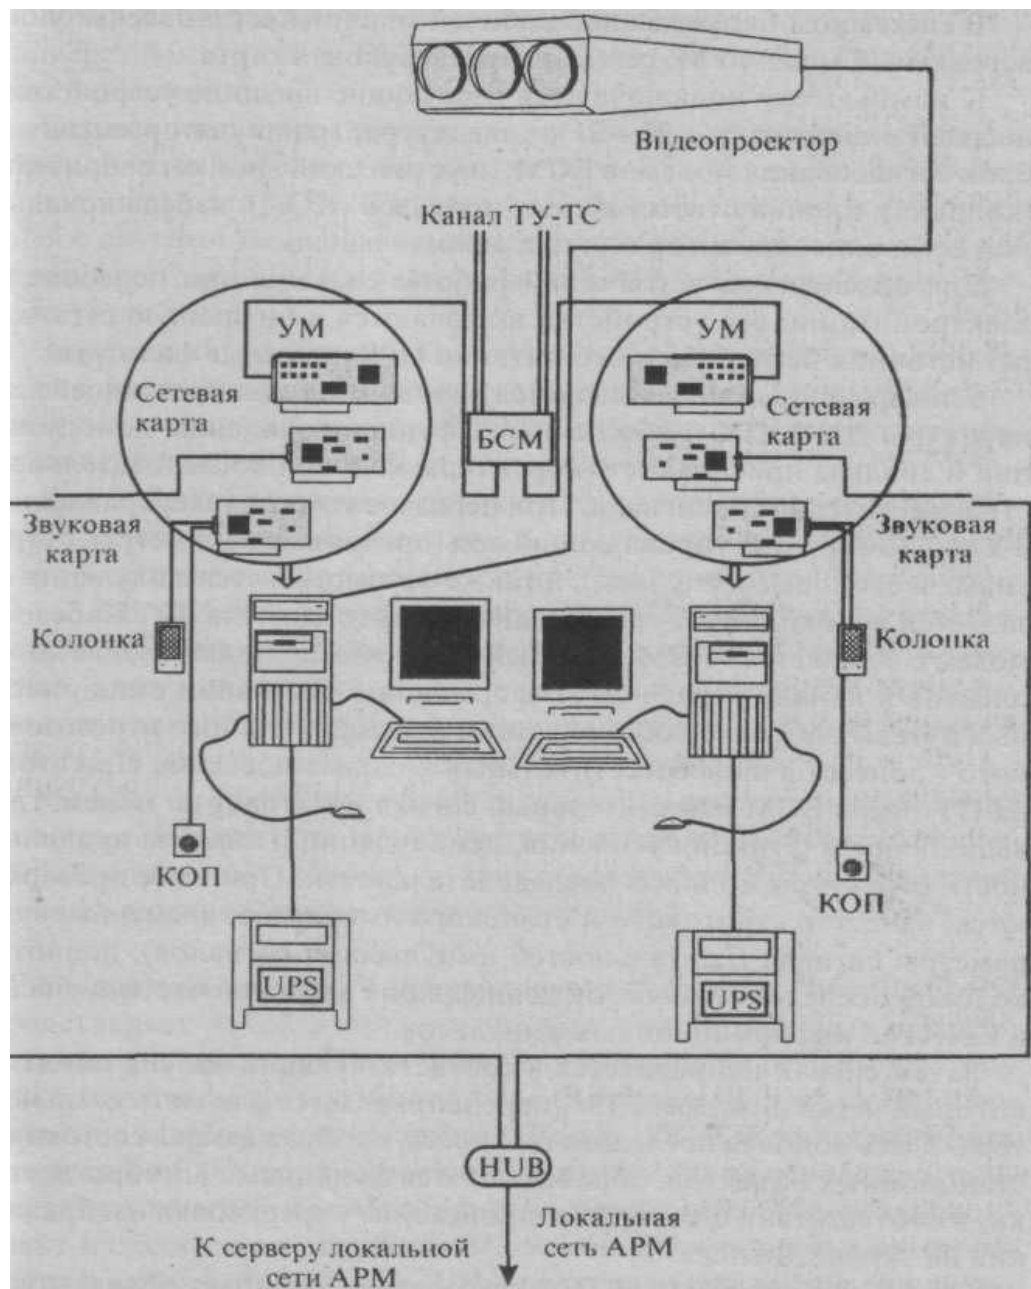 Видеопроектор
Канал ТУ-ТС
УМ
УМ
Сетевая
карта
Сетевая
карта
БСМ
Звуковая
карта
Звуковая
карта
Колонка
Колонка
КОП
КОП
UPS
UPS
HUB
К серверу локальной
сети АРМ
Локальная
сеть АРМ